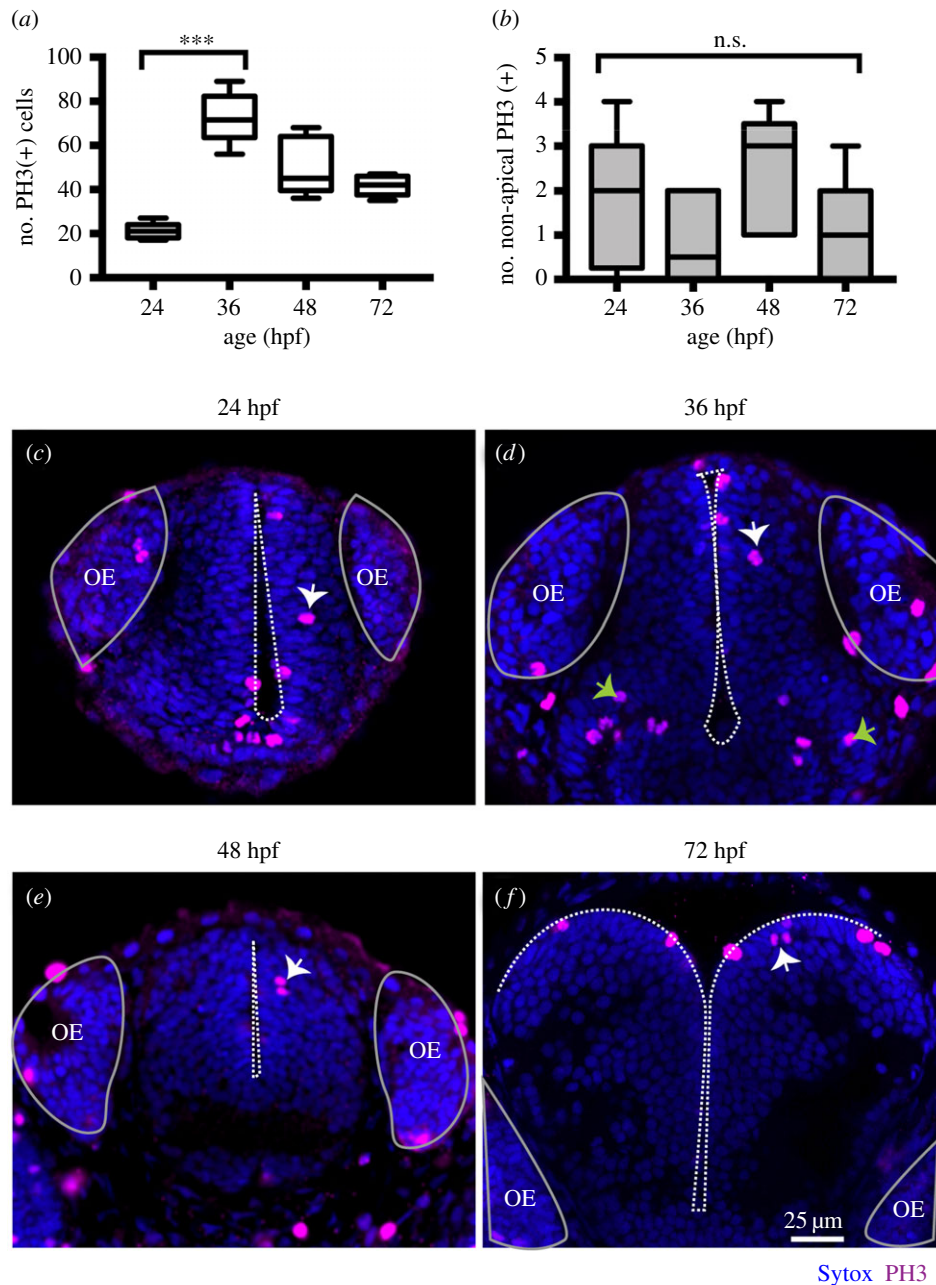 (a)
***
100
80
60
40
20
0
no. PH3(+) cells
24 36 48 72
age (hpf)
(b)
n.s.
5
4
3
2
1
0
no. non-apical PH3 (+)
24 36 48 72
age (hpf)
24 hpf
36 hpf
(c)
OE
OE
(d)
OE
OE
48 hpf
72 hpf
(e)
OE
OE
(f)
OE
OE
25 µm
Sytox PH3